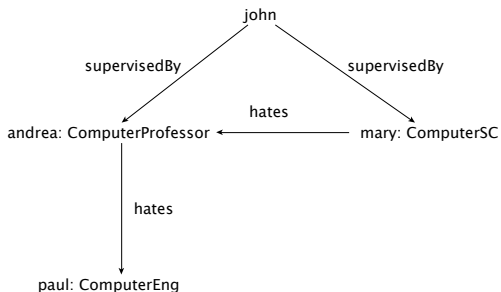 john
supervisedBy
supervisedBy
hates
andrea: ComputerProfessor
mary: ComputerSC
hates
paul: ComputerEng